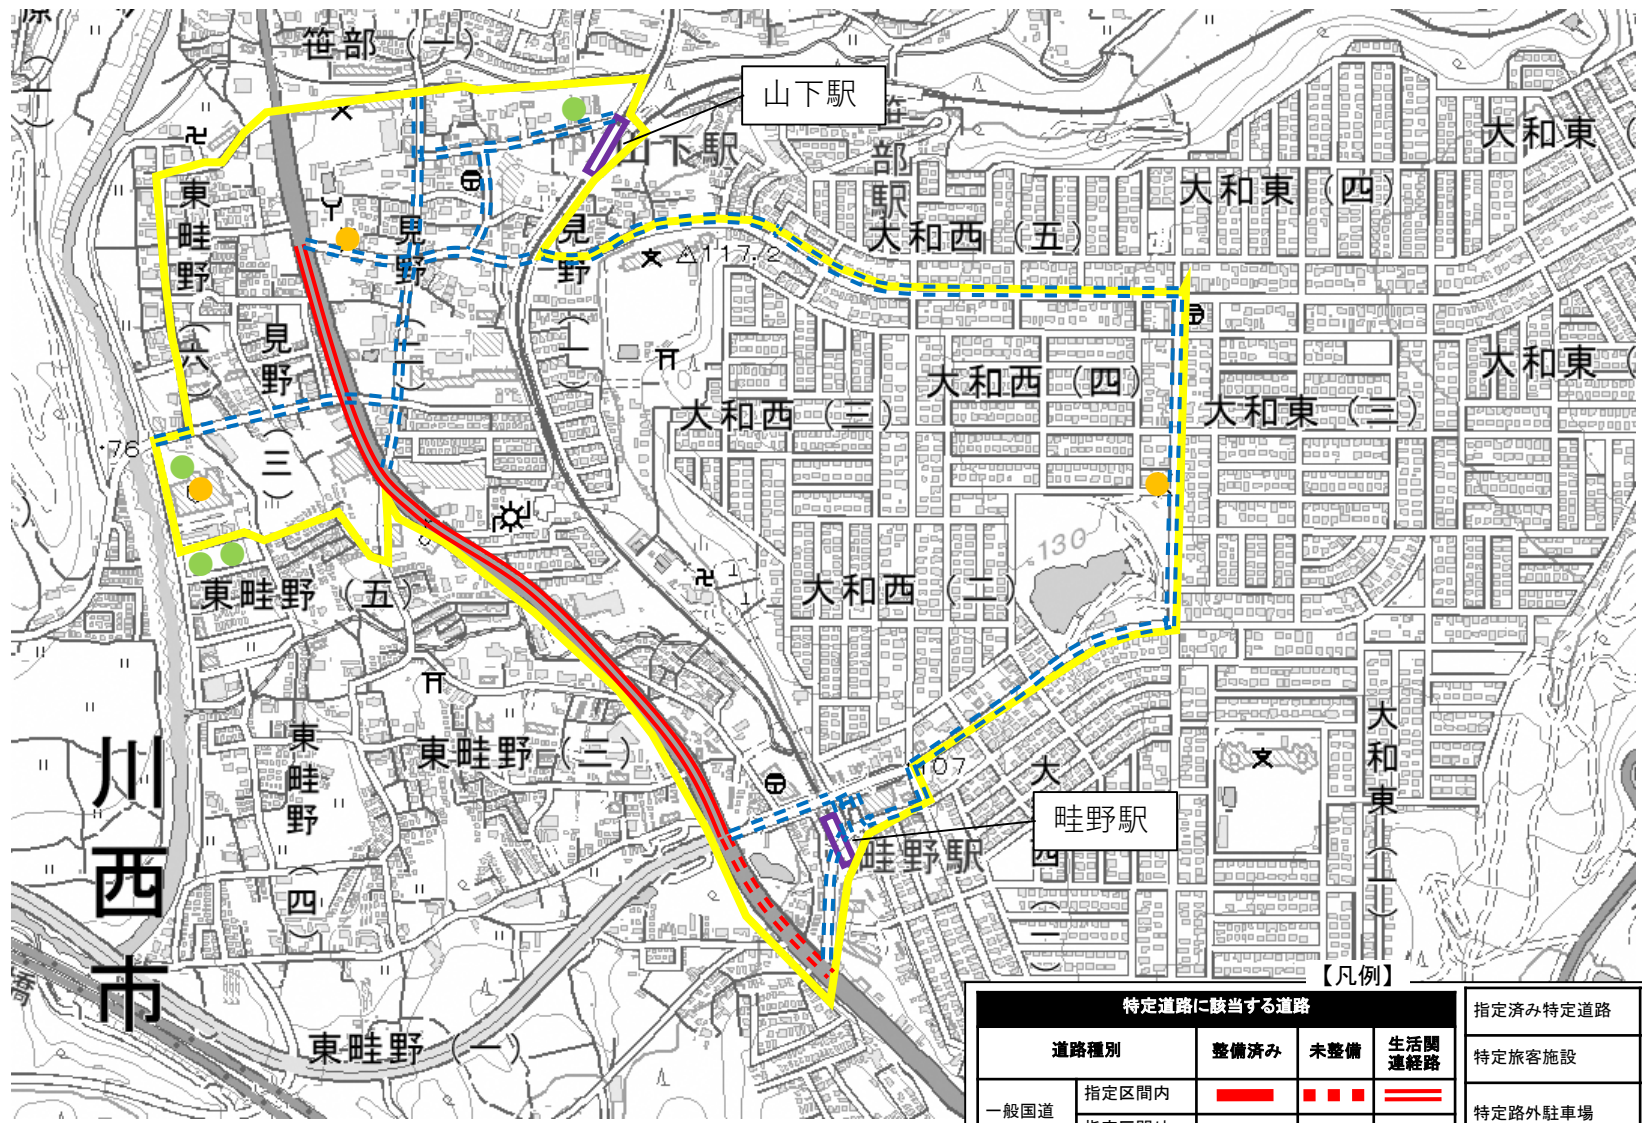 笹部(一)
山下駅
山下駅
笹部駅
大和東
大和東(四)
大和西(五)
東畦野(六)
見野(二)
見野(一)
117.2
見野(三)
大和西(四)
大和東
大和西(三)
大和東(三)
・76
130
大和西(二)
東畦野(五)
東畦野(三)
東畦野(四)
107
大和東(一)
畦野駅
畦野駅
川西市
東畦野(一)
【凡例】
特定道路に該当する道路
道路種別
整備済み
未整備
生活関
連経路
一般国道
指定区間内
指定済み特定道路
特定旅客施設
特定路外駐車場